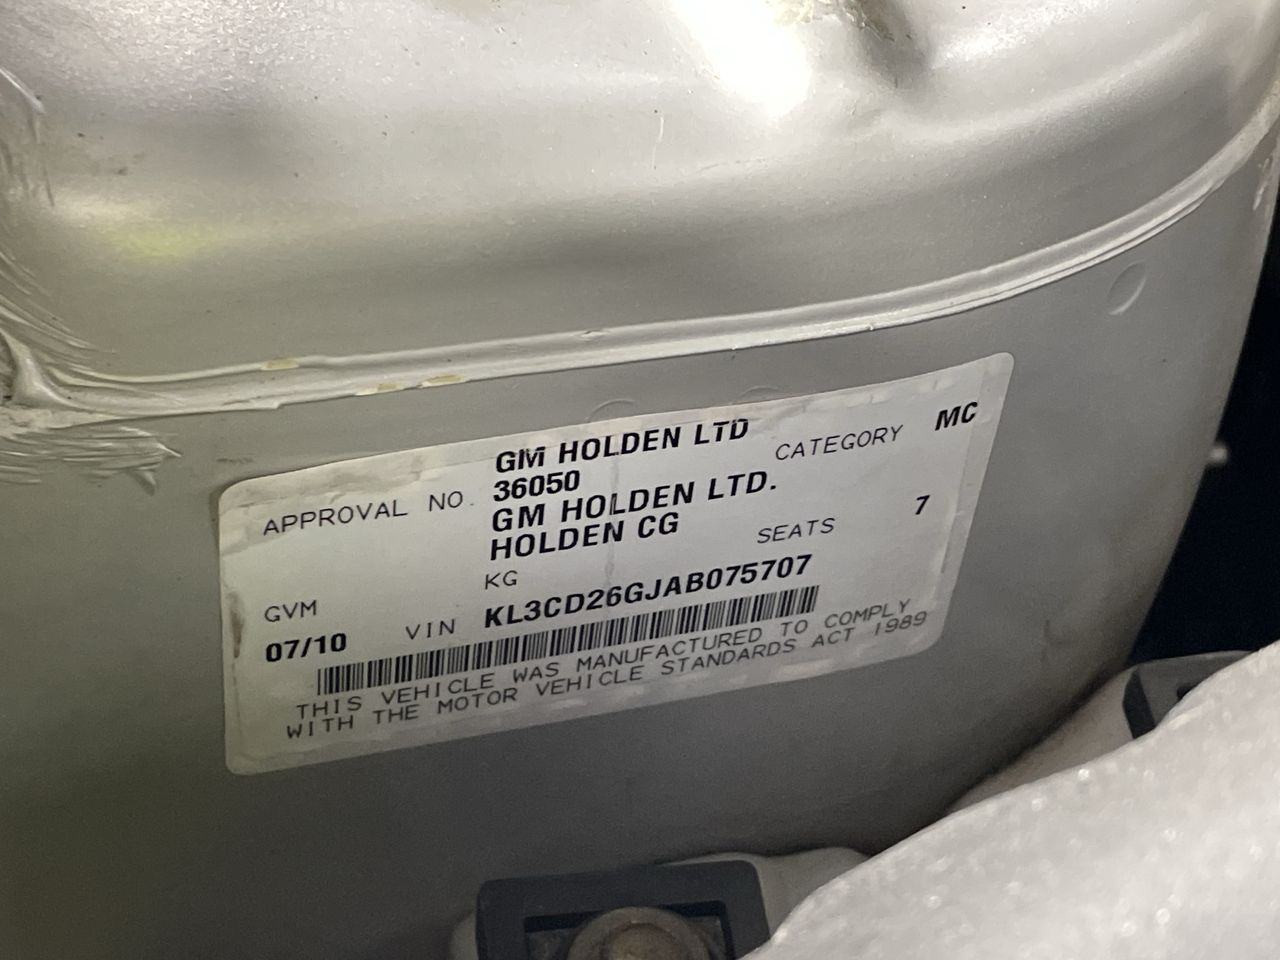 GM HOLDEN LTD
APPROVAL NO. 36050 CATEGORY MC
GM HOLDEN LTD.
HOLDEN CG SEATS 7
GVM KG
07/10 VIN KL3CD26GJAB075707
THIS VEHICLE WAS MANUFACTURED TO COMPLY
WITH THE MOTOR VEHICLE STANDARDS ACT 1989